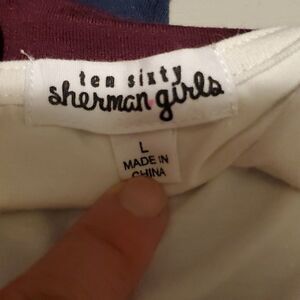 ten sixty
sherman girls
L
MADE IN
CHINA